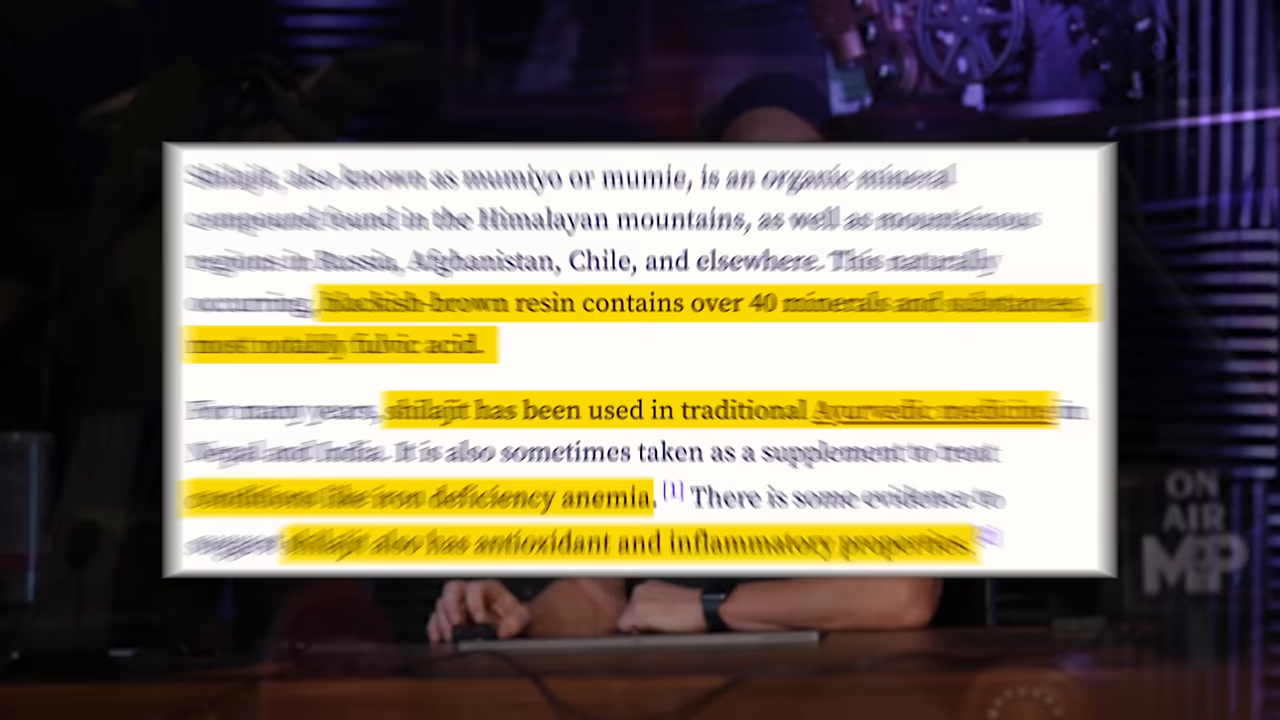 Shilajit, also known as mumiyo or mumie, is an organic mineral
compound found in the Himalayan mountains, as well as mountainous
regions in Russia, Afghanistan, Chile, and elsewhere. This naturally
occurring, blackish-brown resin contains over 40 minerals and substances,
most notably fulvic acid.
For many years, shilajit has been used in traditional Ayurvedic medicine in
Nepal and India. It is also sometimes taken as a supplement to treat
conditions like iron deficiency anemia. [1] There is some evidence to
suggest shilajit also has antioxidant and inflammatory properties.
ON
AIR